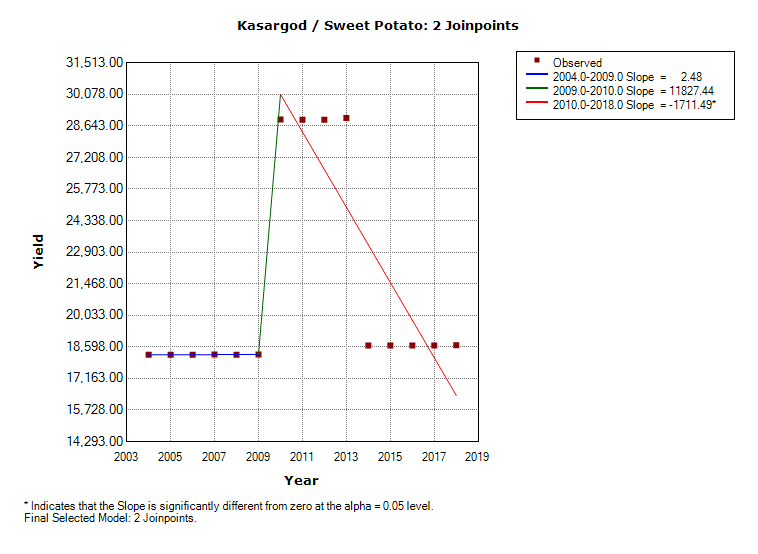 Kasargod / Sweet Potato: 2 Joinpoints
31,513.00
30,078.00
28,643.00
27,208.00
25,773.00
24,338.00
22,903.00
21,468.00
20,033.00
18,598.00
17,163.00
15,728.00
14,293.00
Yield
2003 2005 2007 2009 2011 2013 2015 2017 2019
Year
Observed
2004.0-2009.0 Slope = 2.48
2009.0-2010.0 Slope = 11827.44
2010.0-2018.0 Slope = -1711.49*
* Indicates that the Slope is significantly different from zero at the alpha = 0.05 level.
Final Selected Model: 2 Joinpoints.